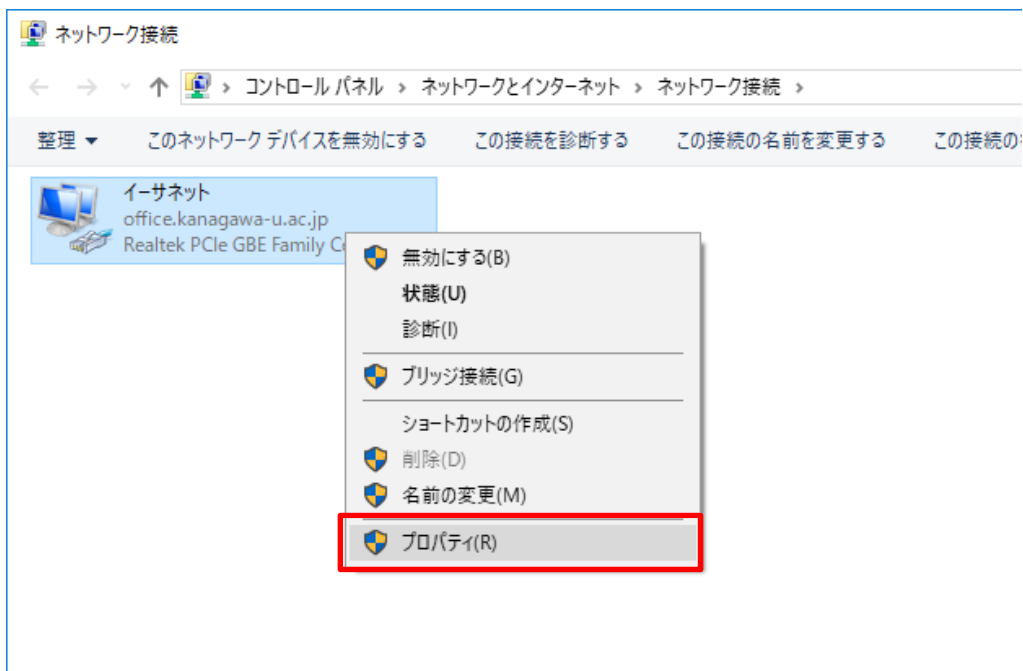 ネットワーク接続
コントロール パネル › ネットワークとインターネット › ネットワーク接続 ›
整理 このネットワーク デバイスを無効にする この接続を診断する この接続の名前を変更する この接続の
イーサネット
office.kanagawa-u.ac.jp
Realtek PCIe GBE Family
無効にする(B)
状態(U)
診断(I)
ブリッジ接続(G)
ショートカットの作成(S)
削除(D)
名前の変更(M)
プロパティ(R)